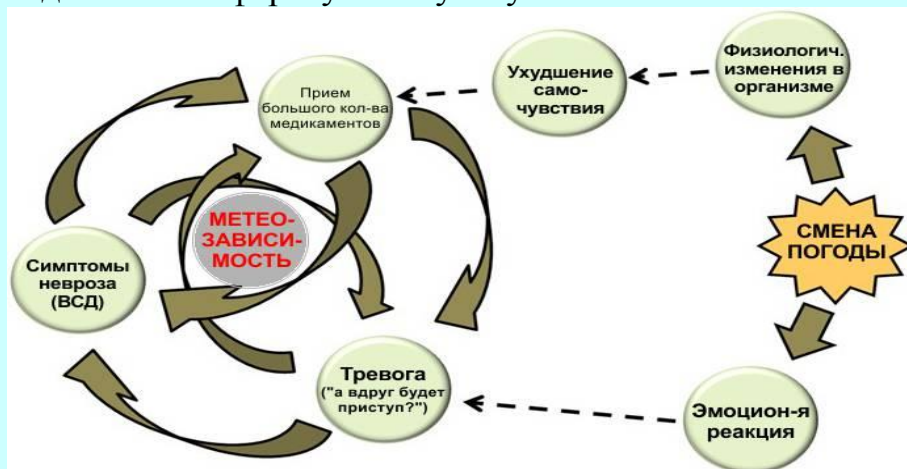 Физиологич.
изменения в
организме
Ухудшение
само-
чувствия
Прием
большого кол-ва
медикаментов
МЕТЕО-
ЗАВИСИ-
МОСТЬ
СМЕНА
ПОГОДЫ
Симптомы
невроза
(ВСД)
Тревога
("а вдруг будет
приступ?")
Эмоцион-я
реакция